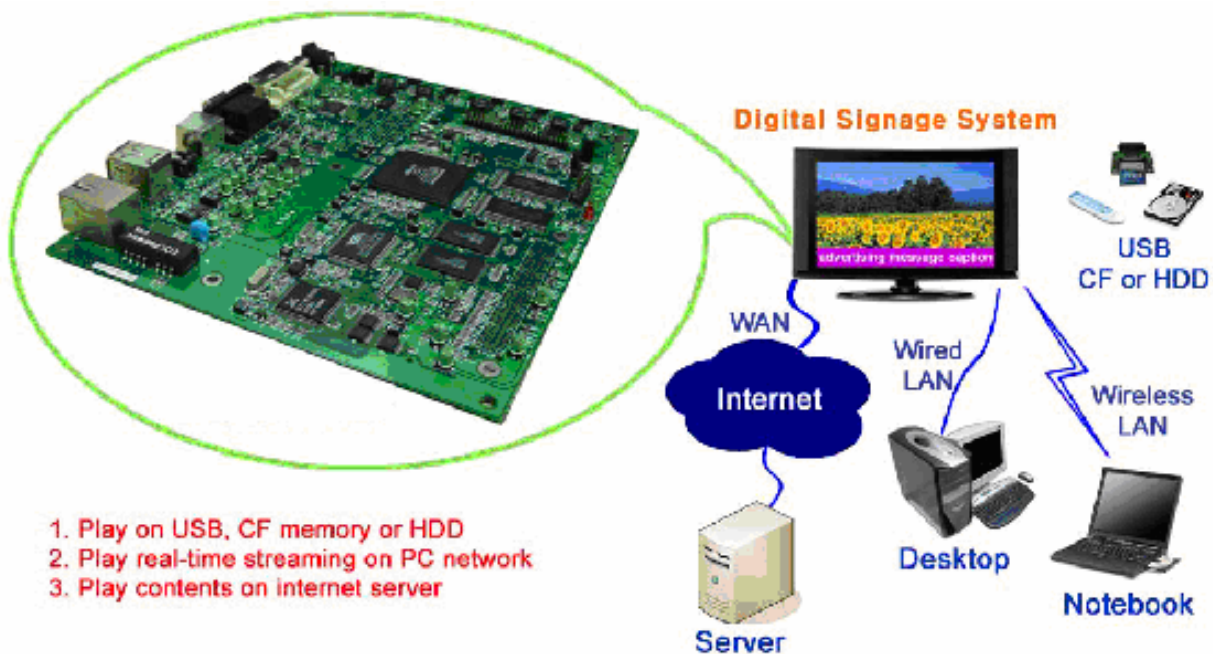 Digital Signage System
advertising message caption
USB
CF or HDD
WAN
Wired
LAN
Internet
Wireless
LAN
1. Play on USB, CF memory or HDD
2. Play real-time streaming on PC network
3. Play contents on internet server
Desktop
Notebook
Server